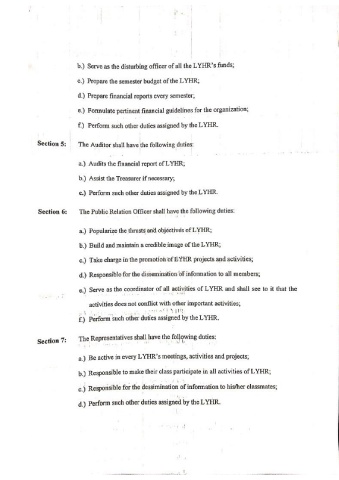 b.) Serve as the disturbing officer of all the LYHR's funds;
c.) Prepare the semester budget of the LYHR;
d.) Prepare financial reports every semester;
e.) Formulate pertinent financial guidelines for the organization;
f.) Perform such other duties assigned by the LYHR.
Section 5: The Auditor shall have the following duties:
a.) Audits the financial report of LYHR;
b.) Assist the Treasurer if necessary;
c.) Perform such other duties assigned by the LYHR.
Section 6: The Public Relation Officer shall have the following duties:
a.) Popularize the thrusts and objectives of LYHR;
b.) Build and maintain a credible image of the LYHR;
c.) Take charge in the promotion of EYHR projects and activities;
d.) Responsible for the dissemination of information to all members;
e.) Serve as the coordinator of all activities of LYHR and shall see to it that the
activities does not conflict with other important activities;
f.) Perform such other duties assigned by the LYHR.
Section 7: The Representatives shall have the following duties:
a.) Be active in every LYHR's meetings, activities and projects;
b.) Responsible to make their class participate in all activities of LYHR;
c.) Responsible for the dessimination of information to his/her classmates;
d.) Perform such other duties assigned by the LYHR.